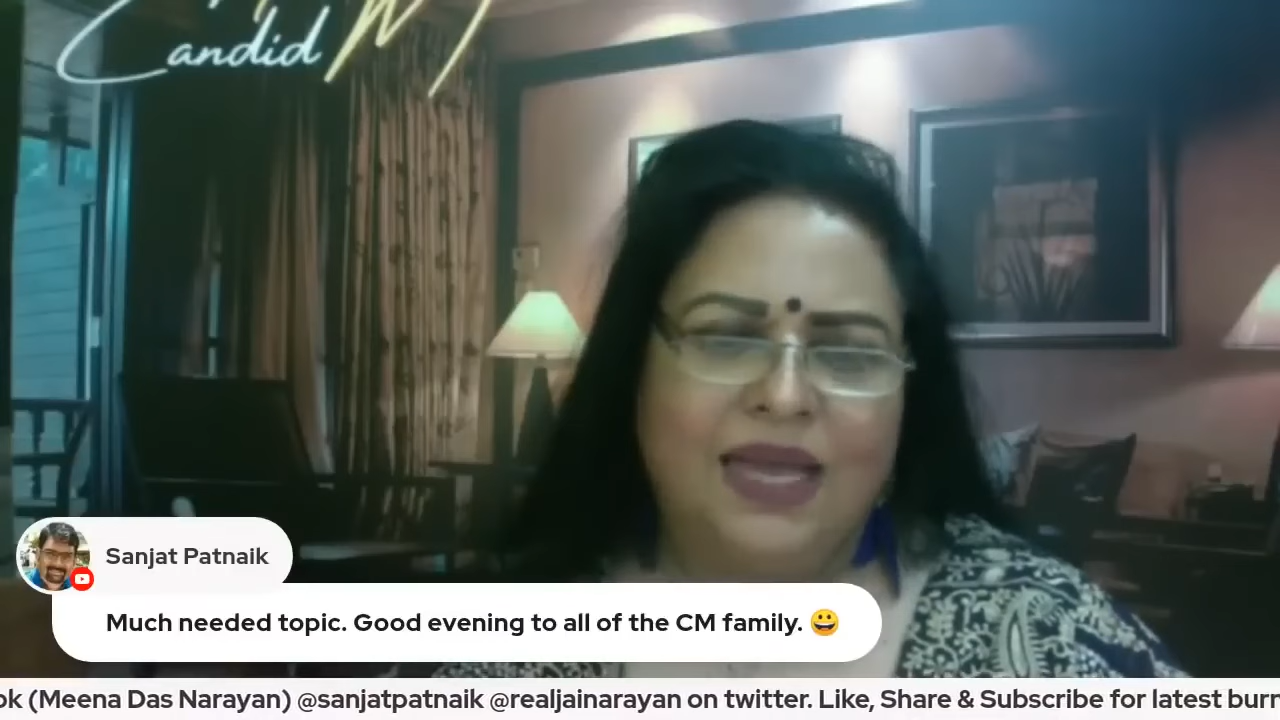 Candid M
Sanjat Patnaik
Much needed topic. Good evening to all of the CM family. 😀
ok (Meena Das Narayan) @sanjatpatnaik @realjainarayan on twitter. Like, Share & Subscribe for latest burn